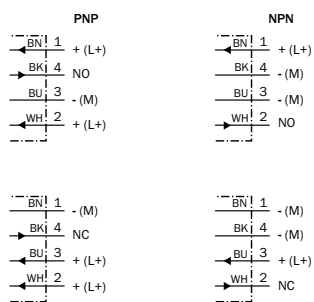 PNP
BN 1 + (L+)
BK 4 NO
BU 3 - (M)
WH 2 + (L+)
NPN
BN 1 + (L+)
BK 4 - (M)
BU 3 - (M)
WH 2 NO
BN 1 - (M)
BK 4 NC
BU 3 + (L+)
WH 2 + (L+)
BN 1 - (M)
BK 4 - (M)
BU 3 + (L+)
WH 2 NC